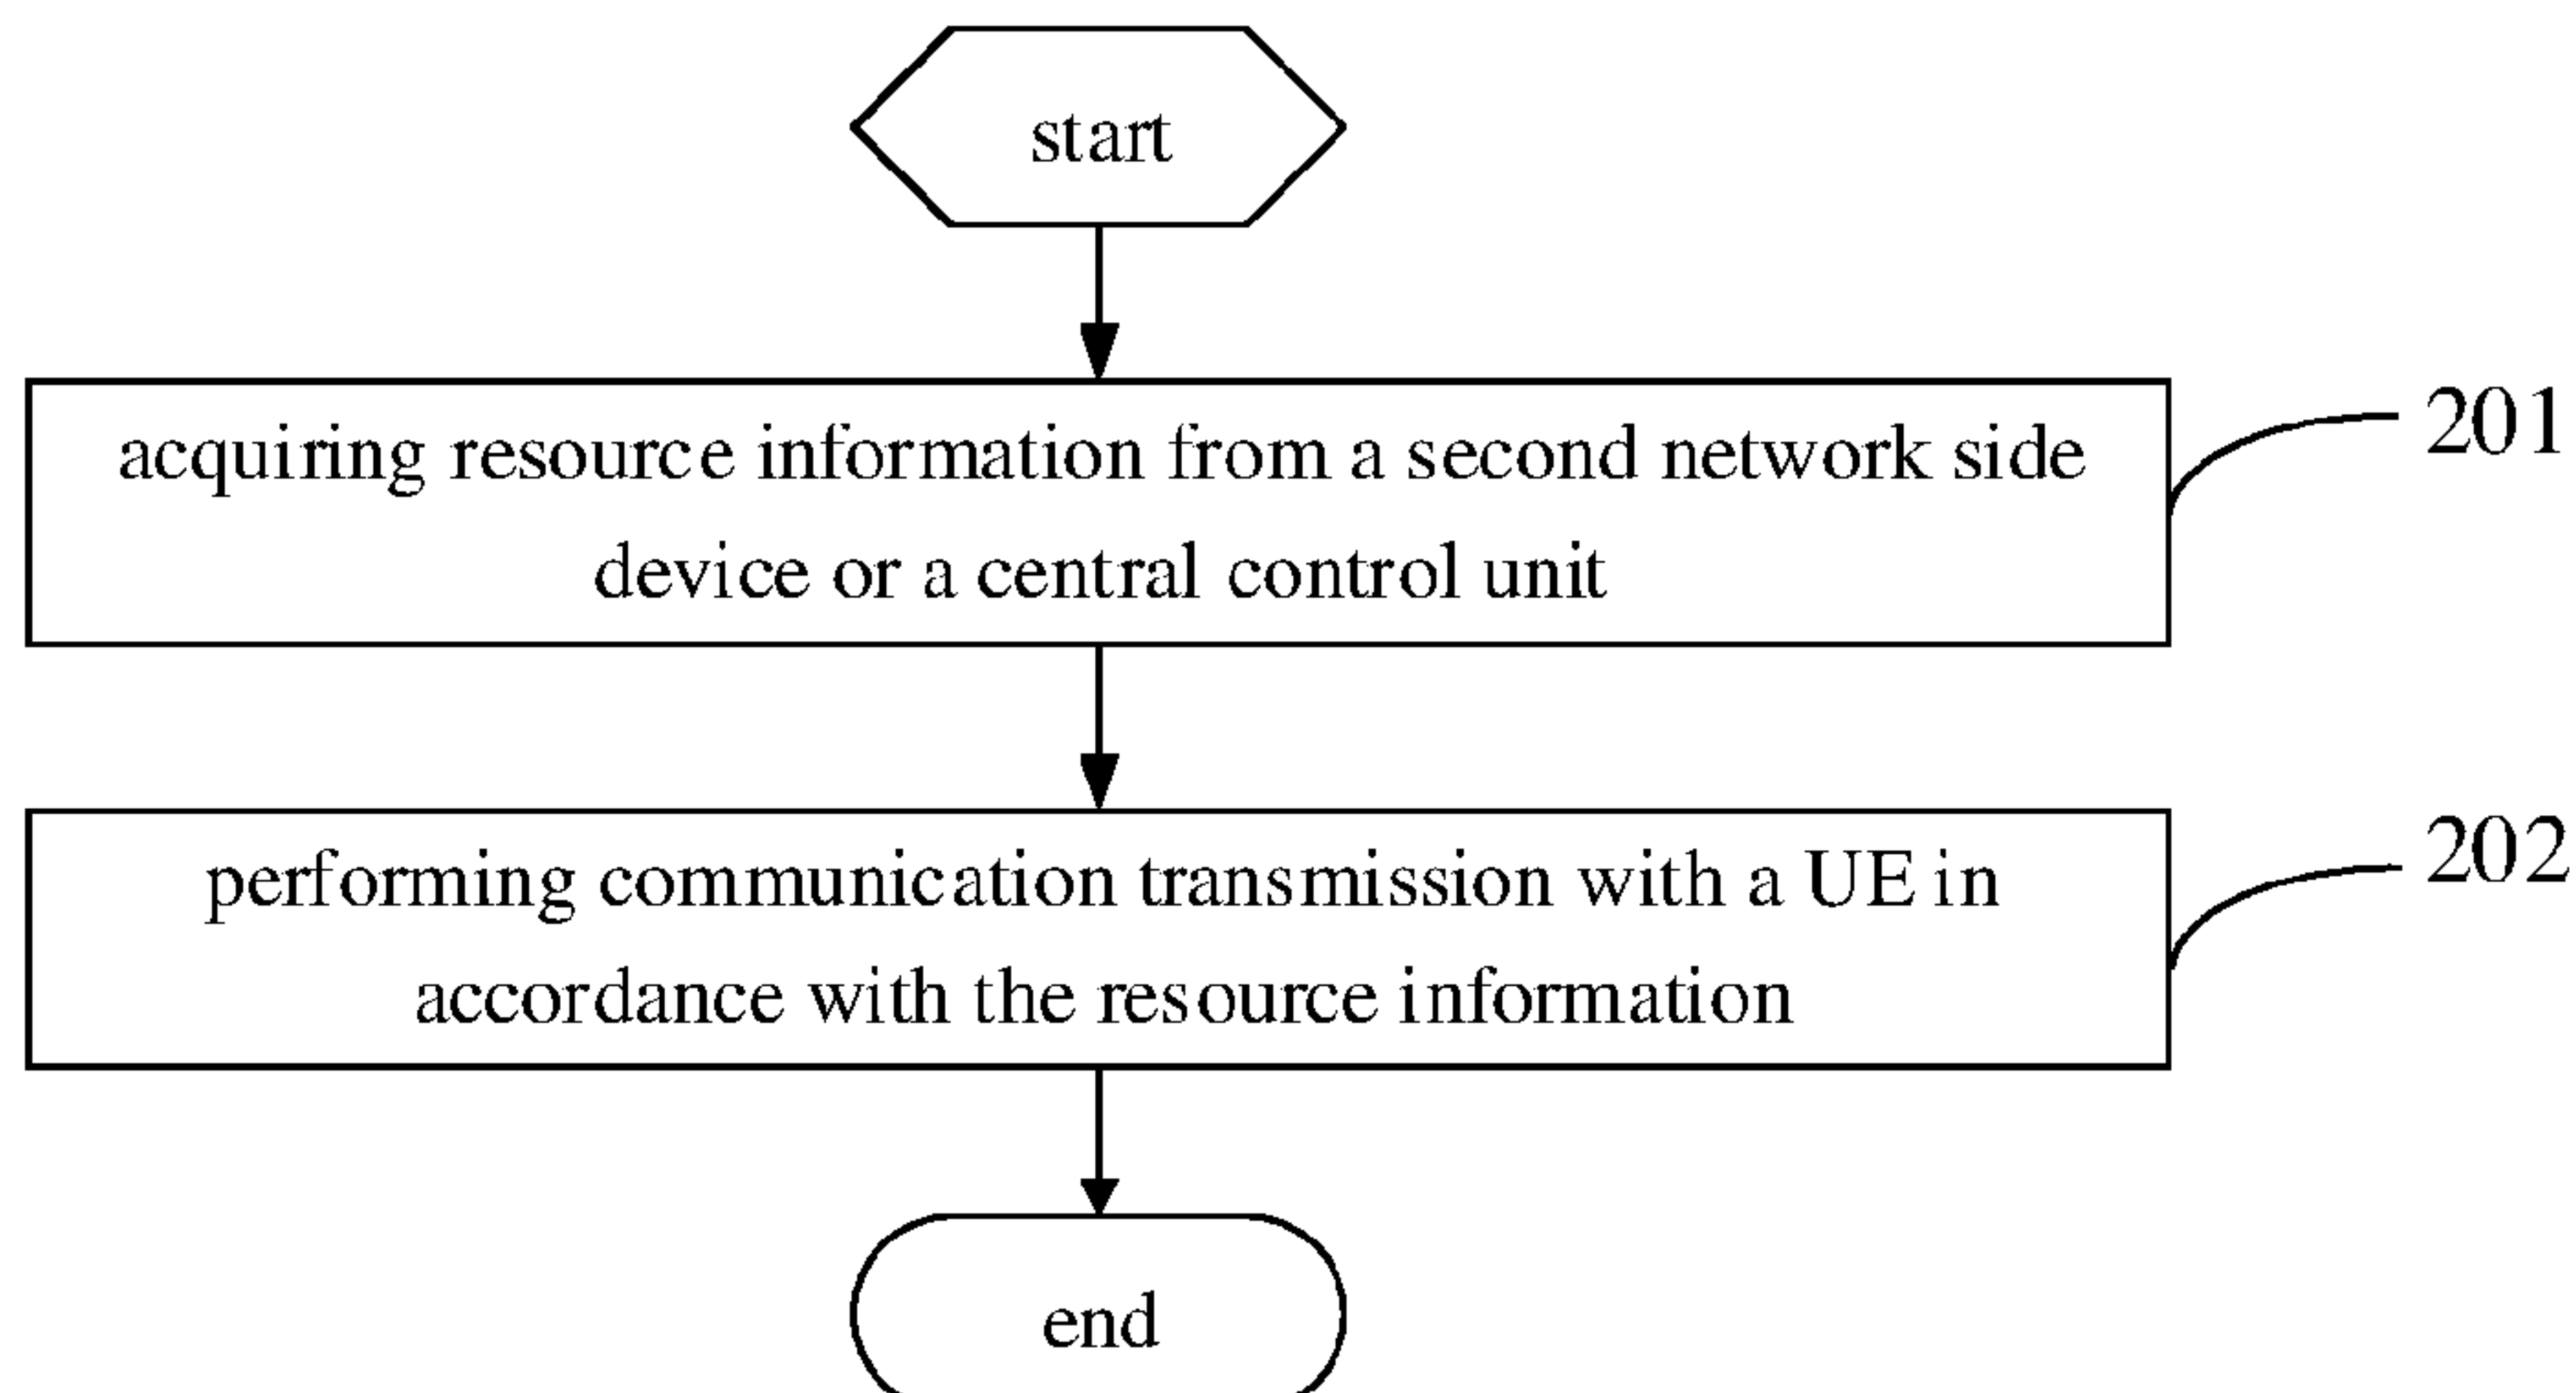 start
acquiring resource information from a second network side
device or a central control unit
201
performing communication transmission with a UE in
accordance with the resource information
202
end